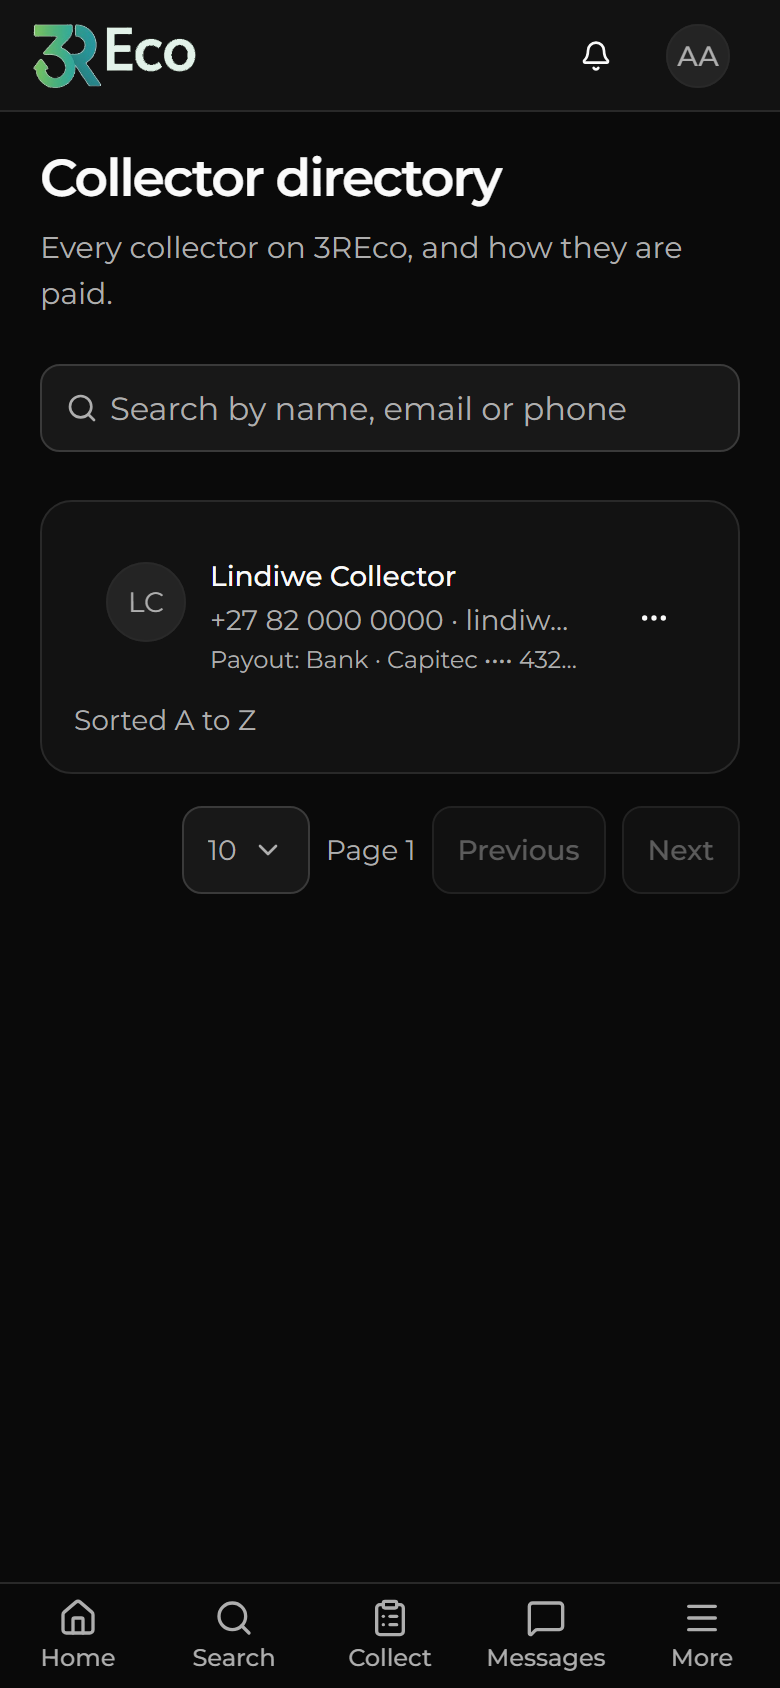 3REco
AA
Collector directory
Every collector on 3REco, and how they are
paid.
Search by name, email or phone
LC
Lindiwe Collector
+27 82 000 0000 · lindiw...
Payout: Bank · Capitec •••• 432...
Sorted A to Z
10
Page 1
Previous
Next
Home
Search
Collect
Messages
More